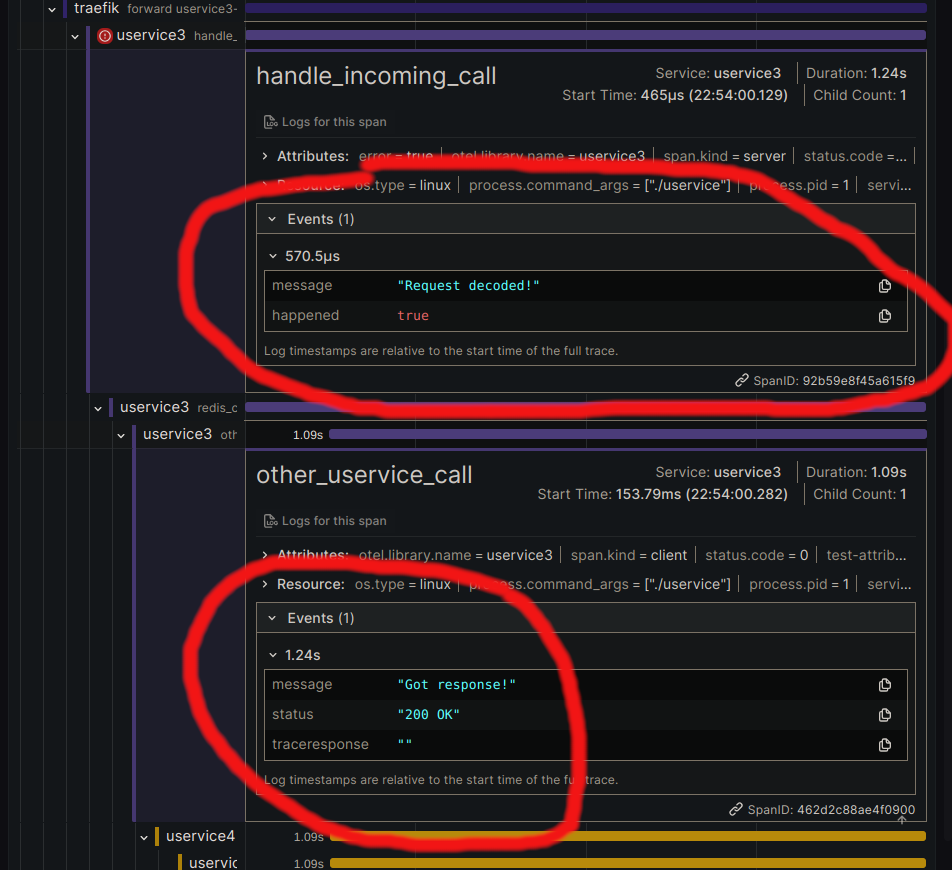 traefik forward uservice3-
uservice3 handle_
handle_incoming_call
Service: uservice3 Duration: 1.24s
Start Time: 465μs (22:54:00.129) Child Count: 1
Logs for this span
Attributes: error = true otel.library.name = uservice3 span.kind = server status.code =...
Resource: os.type = linux process.command_args = ["./uservice"] process.pid = 1 servi...
Events (1)
570.5μs
message "Request decoded!"
happened true
Log timestamps are relative to the start time of the full trace.
SpanID: 92b59e8f45a615f9
uservice3 redis_c
uservice3 oth 1.09s
other_uservice_call
Service: uservice3 Duration: 1.09s
Start Time: 153.79ms (22:54:00.282) Child Count: 1
Logs for this span
Attributes: otel.library.name = uservice3 span.kind = client status.code = 0 test-attrib...
Resource: os.type = linux process.command_args = ["./uservice"] process.pid = 1 servi...
Events (1)
1.24s
message "Got response!"
status "200 OK"
traceresponse ""
Log timestamps are relative to the start time of the full trace.
SpanID: 462d2c88ae4f0900
uservice4 1.09s
uservic 1.09s